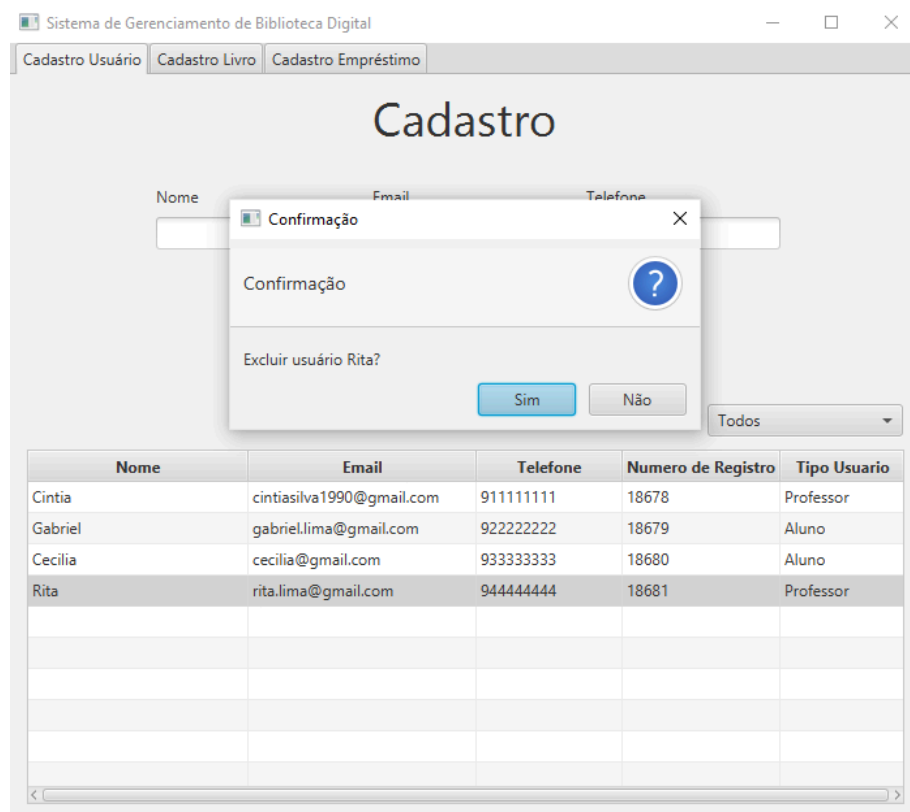 Sistema de Gerenciamento de Biblioteca Digital
Cadastro Usuário Cadastro Livro Cadastro Empréstimo
Cadastro
Nome Email Telefone
Confirmação
Confirmação
?
Excluir usuário Rita?
Sim Não
Todos
Nome Email Telefone Numero de Registro Tipo Usuario
Cintia cintiasilva1990@gmail.com 911111111 18678 Professor
Gabriel gabriel.lima@gmail.com 922222222 18679 Aluno
Cecilia cecilia@gmail.com 933333333 18680 Aluno
Rita rita.lima@gmail.com 944444444 18681 Professor